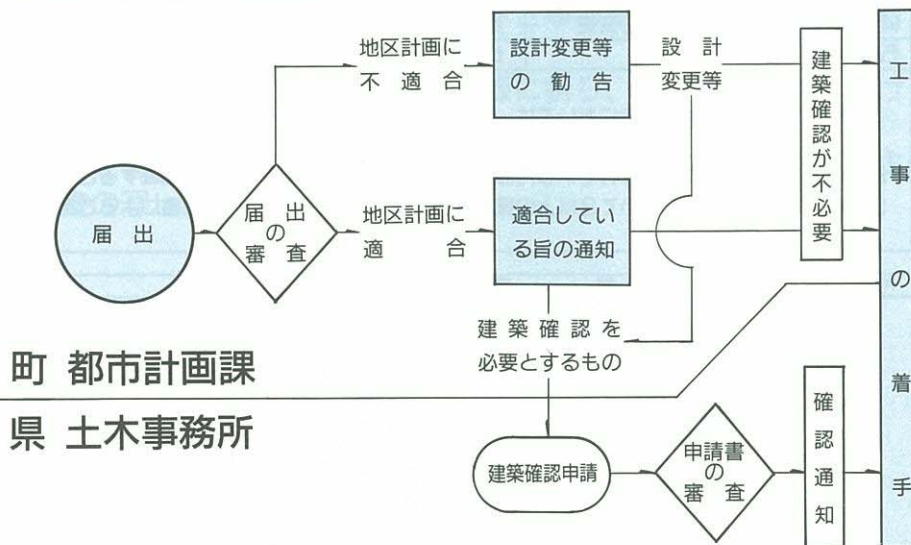 地区計画に
不適合
設計変更等
の勧告
設計
変更等
建築確認が不必要
工事の着手
届出
届出
の
審査
地区計画に
適合
適合してい
る旨の通知
建築確認を
必要とするもの
町 都市計画課
県 土木事務所
建築確認申請
申請書
の
審査
確認通知